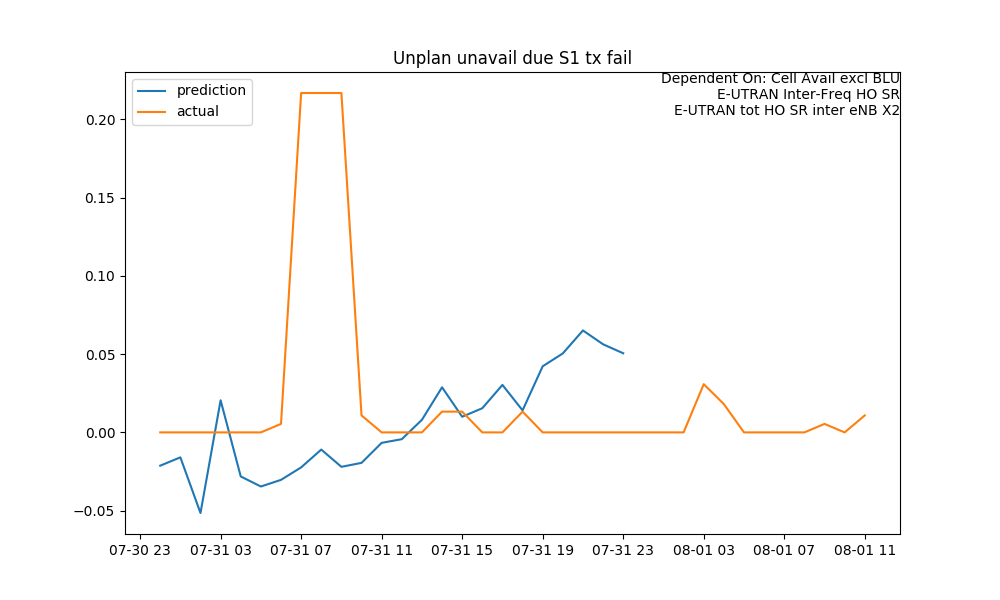 Unplan unavail due S1 tx fail
prediction
actual
Dependent On: Cell Avail excl BLU
E-UTRAN Inter-Freq HO SR
E-UTRAN tot HO SR inter eNB X2
0.20
0.15
0.10
0.05
0.00
−0.05
07-30 23
07-31 03
07-31 07
07-31 11
07-31 15
07-31 19
07-31 23
08-01 03
08-01 07
08-01 11